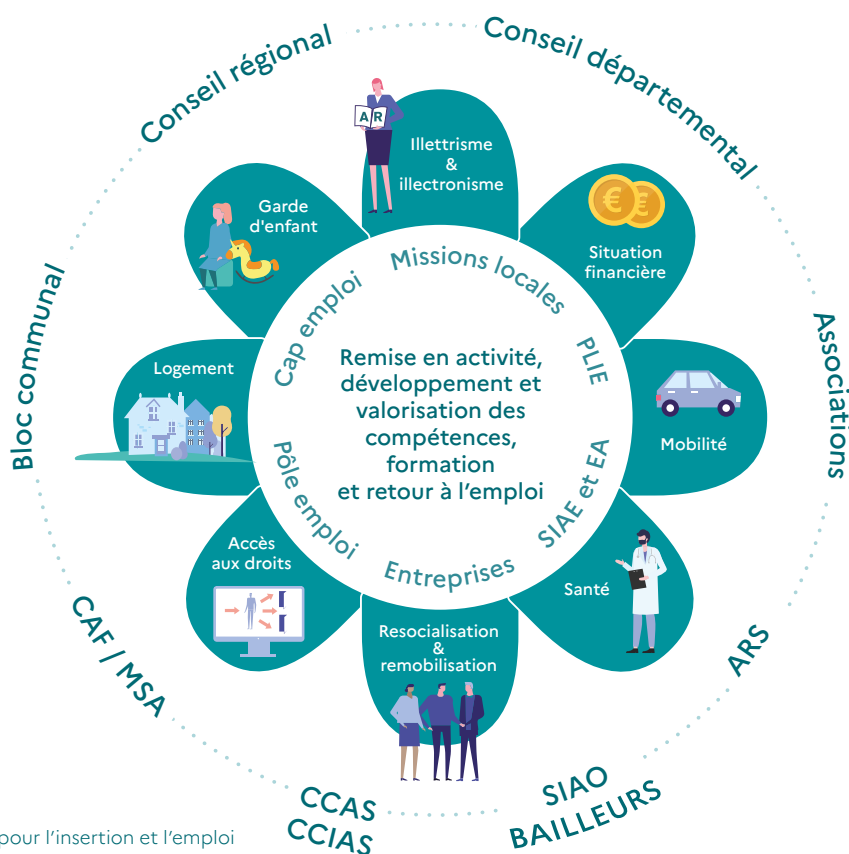 Conseil régional
Conseil départemental
Associations
ARS
SIAO
BAILLEURS
CCAS
CCIAS
CAF / MSA
Bloc communal
A R
Illettrisme
&
illectronisme
Situation
financière
Mobilité
Santé
Resocialisation
&
remobilisation
Accès
aux droits
Logement
Garde
d'enfant
Missions locales
PLIE
SIAE et EA
Entreprises
Pôle emploi
Cap emploi
Remise en activité,
développement et
valorisation des
compétences,
formation
et retour à l'emploi
pour l'insertion et l'emploi